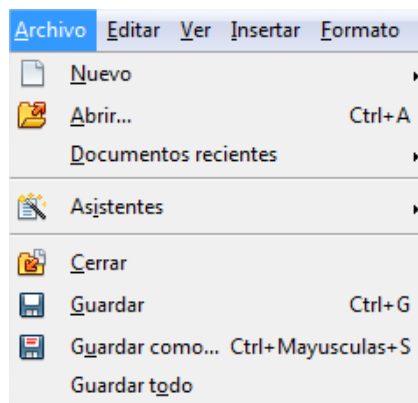 Archivo Editar Ver Insertar Formato
Nuevo
Abrir... Ctrl+A
Documentos recientes
Asistentes
Cerrar
Guardar Ctrl+G
Guardar como... Ctrl+Mayusculas+S
Guardar todo